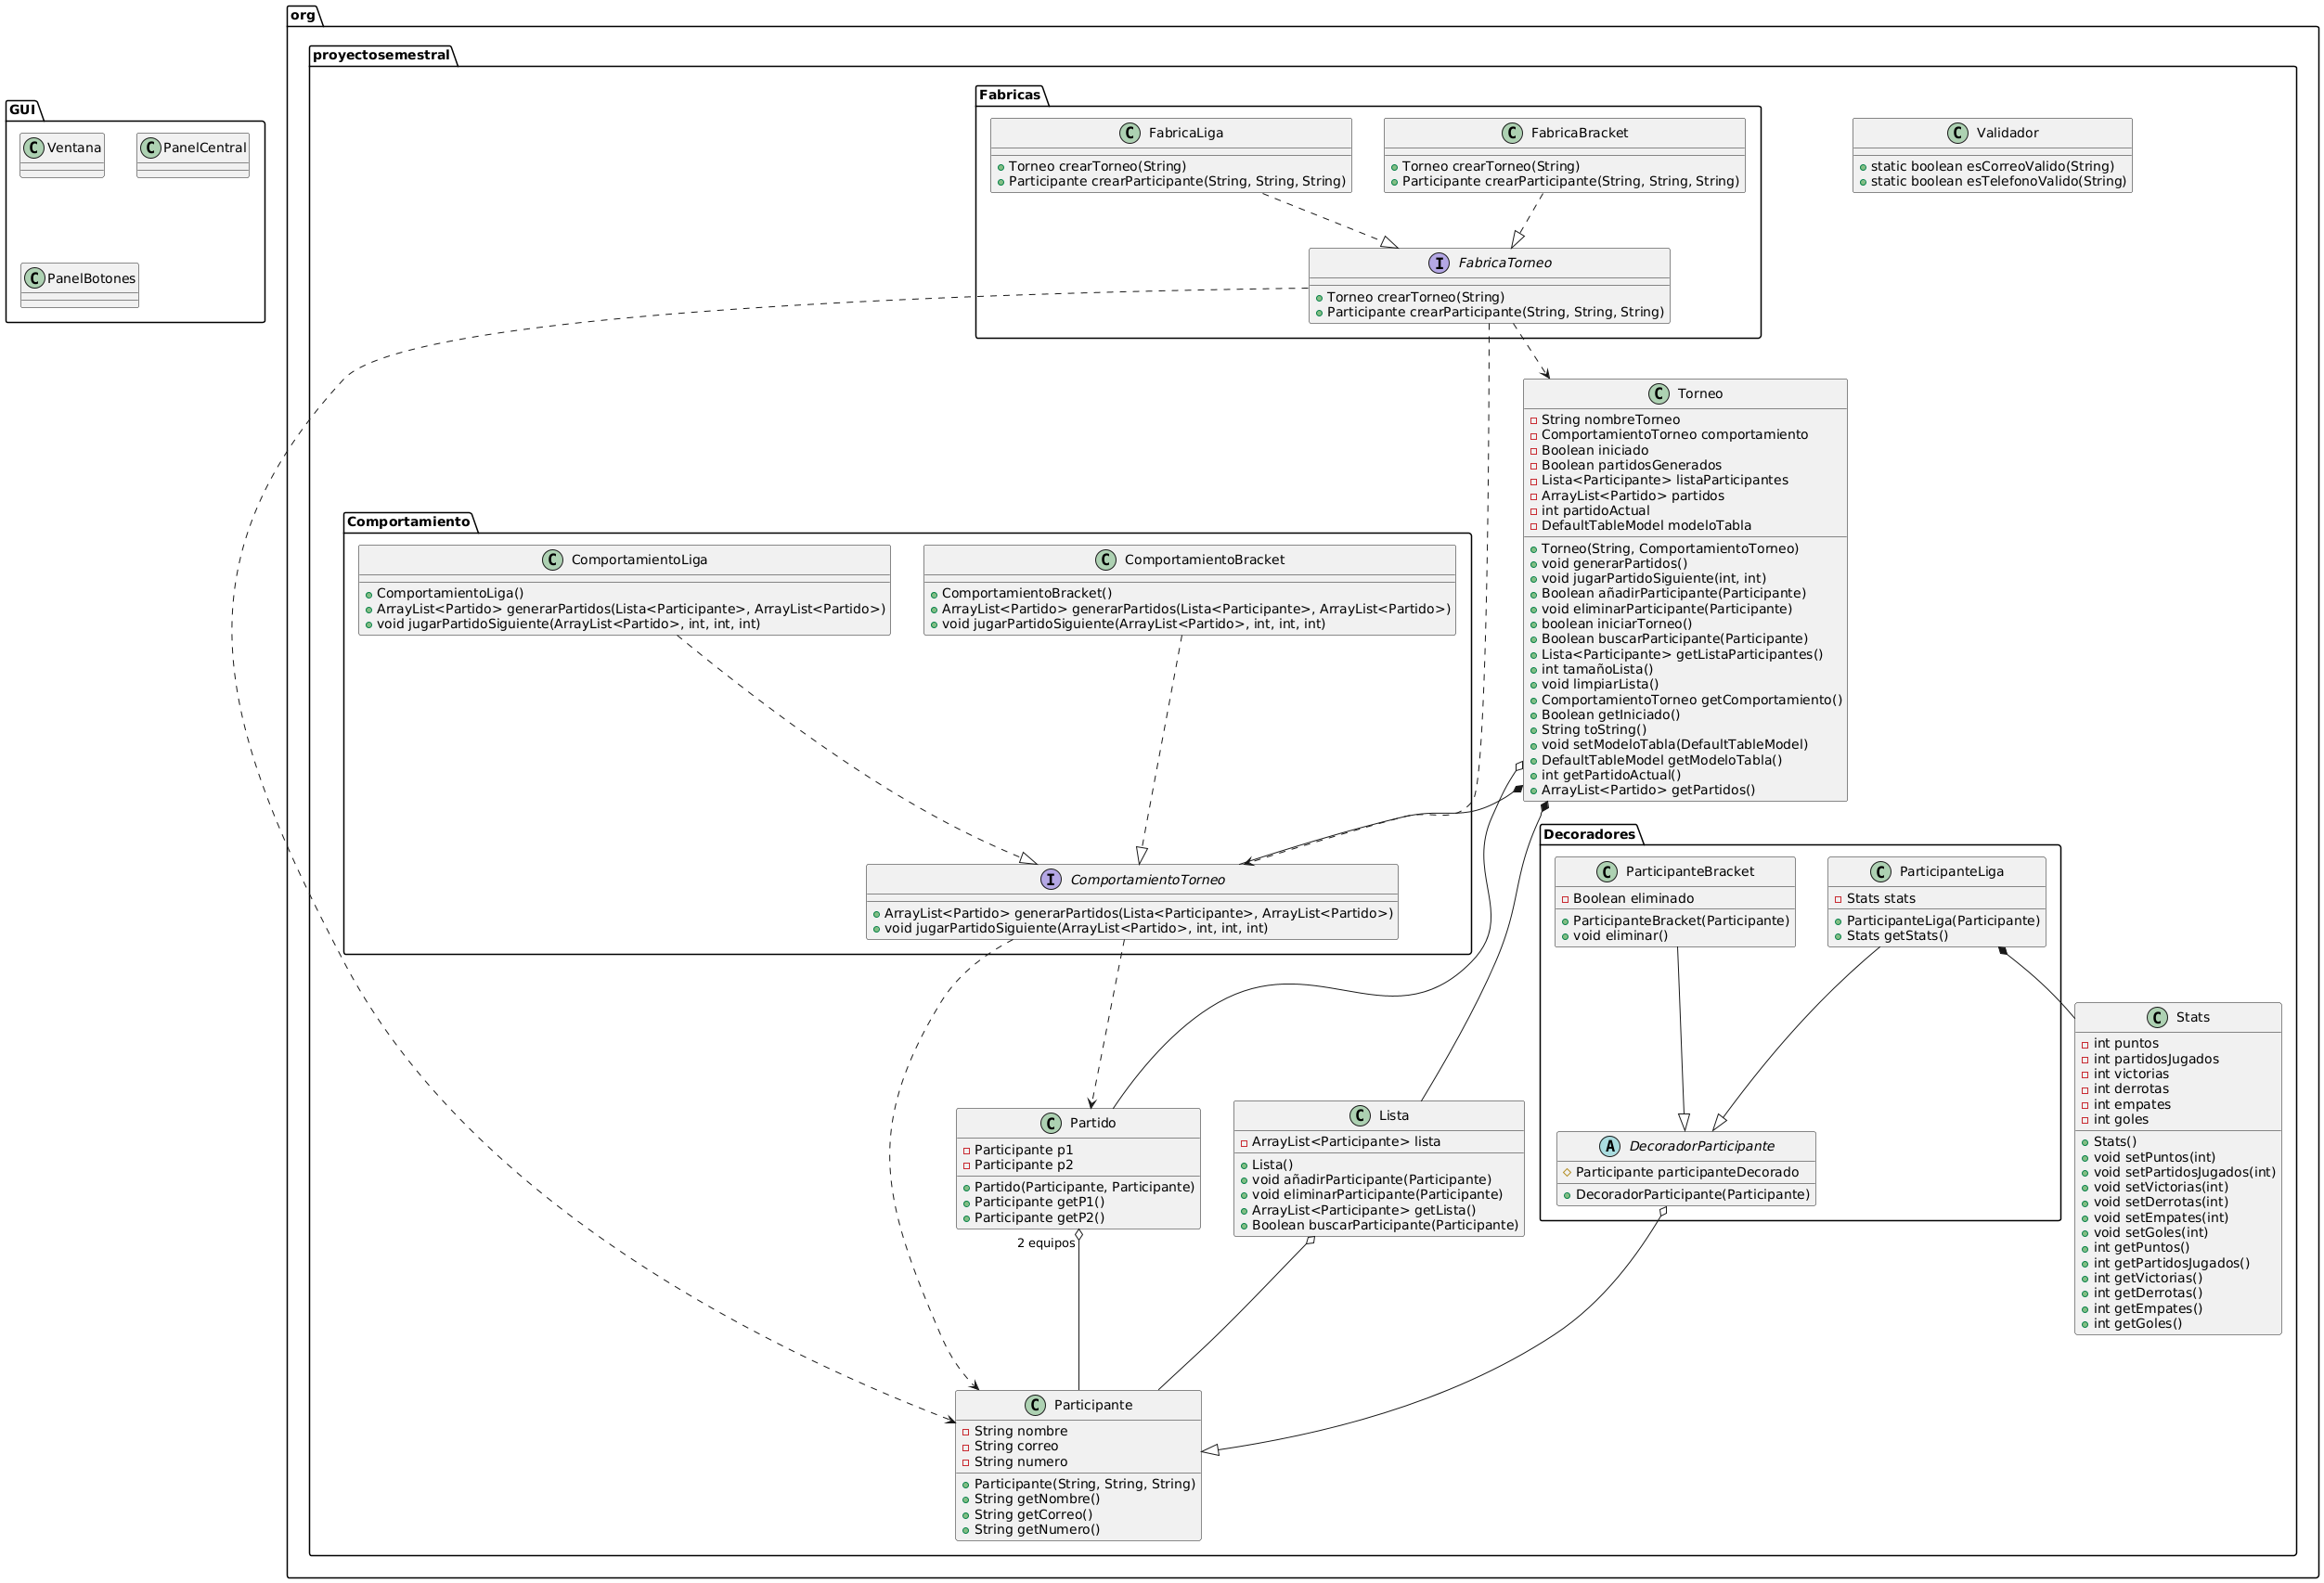 org
proyectosemestral
GUI
C Ventana
C PanelCentral
C PanelBotones
Fabricas
C FabricaLiga
Torneo crearTorneo(String)
Participante crearParticipante(String, String, String)
C FabricaBracket
Torneo crearTorneo(String)
Participante crearParticipante(String, String, String)
I FabricaTorneo
Torneo crearTorneo(String)
Participante crearParticipante(String, String, String)
C Validador
static boolean esCorreoValido(String)
static boolean esTelefonoValido(String)
C Torneo
String nombreTorneo
ComportamientoTorneo comportamiento
Boolean iniciado
Boolean partidosGenerados
Lista<Participante> listaParticipantes
ArrayList<Partido> partidos
int partidoActual
DefaultTableModel modeloTabla
Torneo(String, ComportamientoTorneo)
void generarPartidos()
void jugarPartidoSiguiente(int, int)
Boolean añadirParticipante(Participante)
void eliminarParticipante(Participante)
boolean iniciarTorneo()
Boolean buscarParticipante(Participante)
Lista<Participante> getListaParticipantes()
int tamañoLista()
void limpiarLista()
ComportamientoTorneo getComportamiento()
Boolean getIniciado()
String toString()
void setModeloTabla(DefaultTableModel)
DefaultTableModel getModeloTabla()
int getPartidoActual()
ArrayList<Partido> getPartidos()
Comportamiento
C ComportamientoLiga
ComportamientoLiga()
ArrayList<Partido> generarPartidos(Lista<Participante>, ArrayList<Partido>)
void jugarPartidoSiguiente(ArrayList<Partido>, int, int, int)
C ComportamientoBracket
ComportamientoBracket()
ArrayList<Partido> generarPartidos(Lista<Participante>, ArrayList<Partido>)
void jugarPartidoSiguiente(ArrayList<Partido>, int, int, int)
I ComportamientoTorneo
ArrayList<Partido> generarPartidos(Lista<Participante>, ArrayList<Partido>)
void jugarPartidoSiguiente(ArrayList<Partido>, int, int, int)
Decoradores
C ParticipanteBracket
Boolean eliminado
ParticipanteBracket(Participante)
void eliminar()
C ParticipanteLiga
Stats stats
ParticipanteLiga(Participante)
Stats getStats()
A DecoradorParticipante
Participante participanteDecorado
DecoradorParticipante(Participante)
C Stats
int puntos
int partidosJugados
int victorias
int derrotas
int empates
int goles
Stats()
void setPuntos(int)
void setPartidosJugados(int)
void setVictorias(int)
void setDerrotas(int)
void setEmpates(int)
void setGoles(int)
int getPuntos()
int getPartidosJugados()
int getVictorias()
int getDerrotas()
int getEmpates()
int getGoles()
C Partido
Participante p1
Participante p2
Partido(Participante, Participante)
Participante getP1()
Participante getP2()
2 equipos
C Lista
ArrayList<Participante> lista
Lista()
void añadirParticipante(Participante)
void eliminarParticipante(Participante)
ArrayList<Participante> getLista()
Boolean buscarParticipante(Participante)
C Participante
String nombre
String correo
String numero
Participante(String, String, String)
String getNombre()
String getCorreo()
String getNumero()